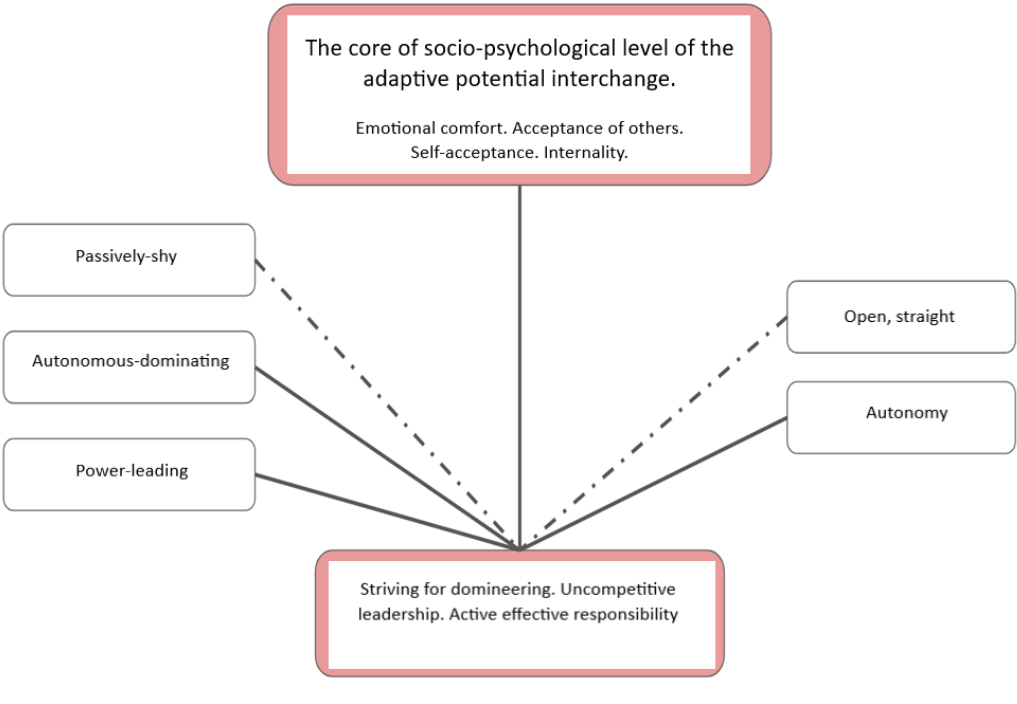 The core of socio-psychological level of the
adaptive potential interchange.
Emotional comfort. Acceptance of others.
Self-acceptance. Internality.
Passively-shy
Autonomous-dominating
Power-leading
Open, straight
Autonomy
Striving for domineering. Uncompetitive
leadership. Active effective responsibility